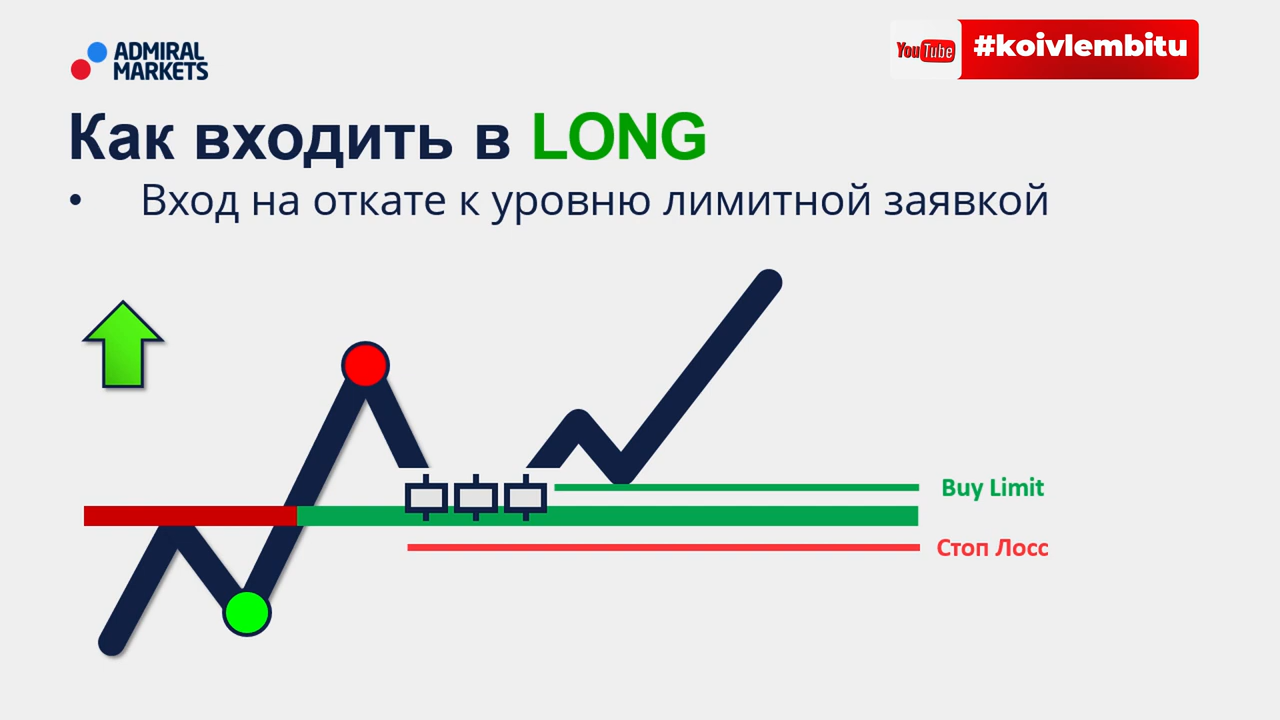 ADMIRAL
MARKETS
YouTube
#koivlembitu
Как входить в LONG
• Вход на откате к уровню лимитной заявкой
Buy Limit
Стоп Лосс